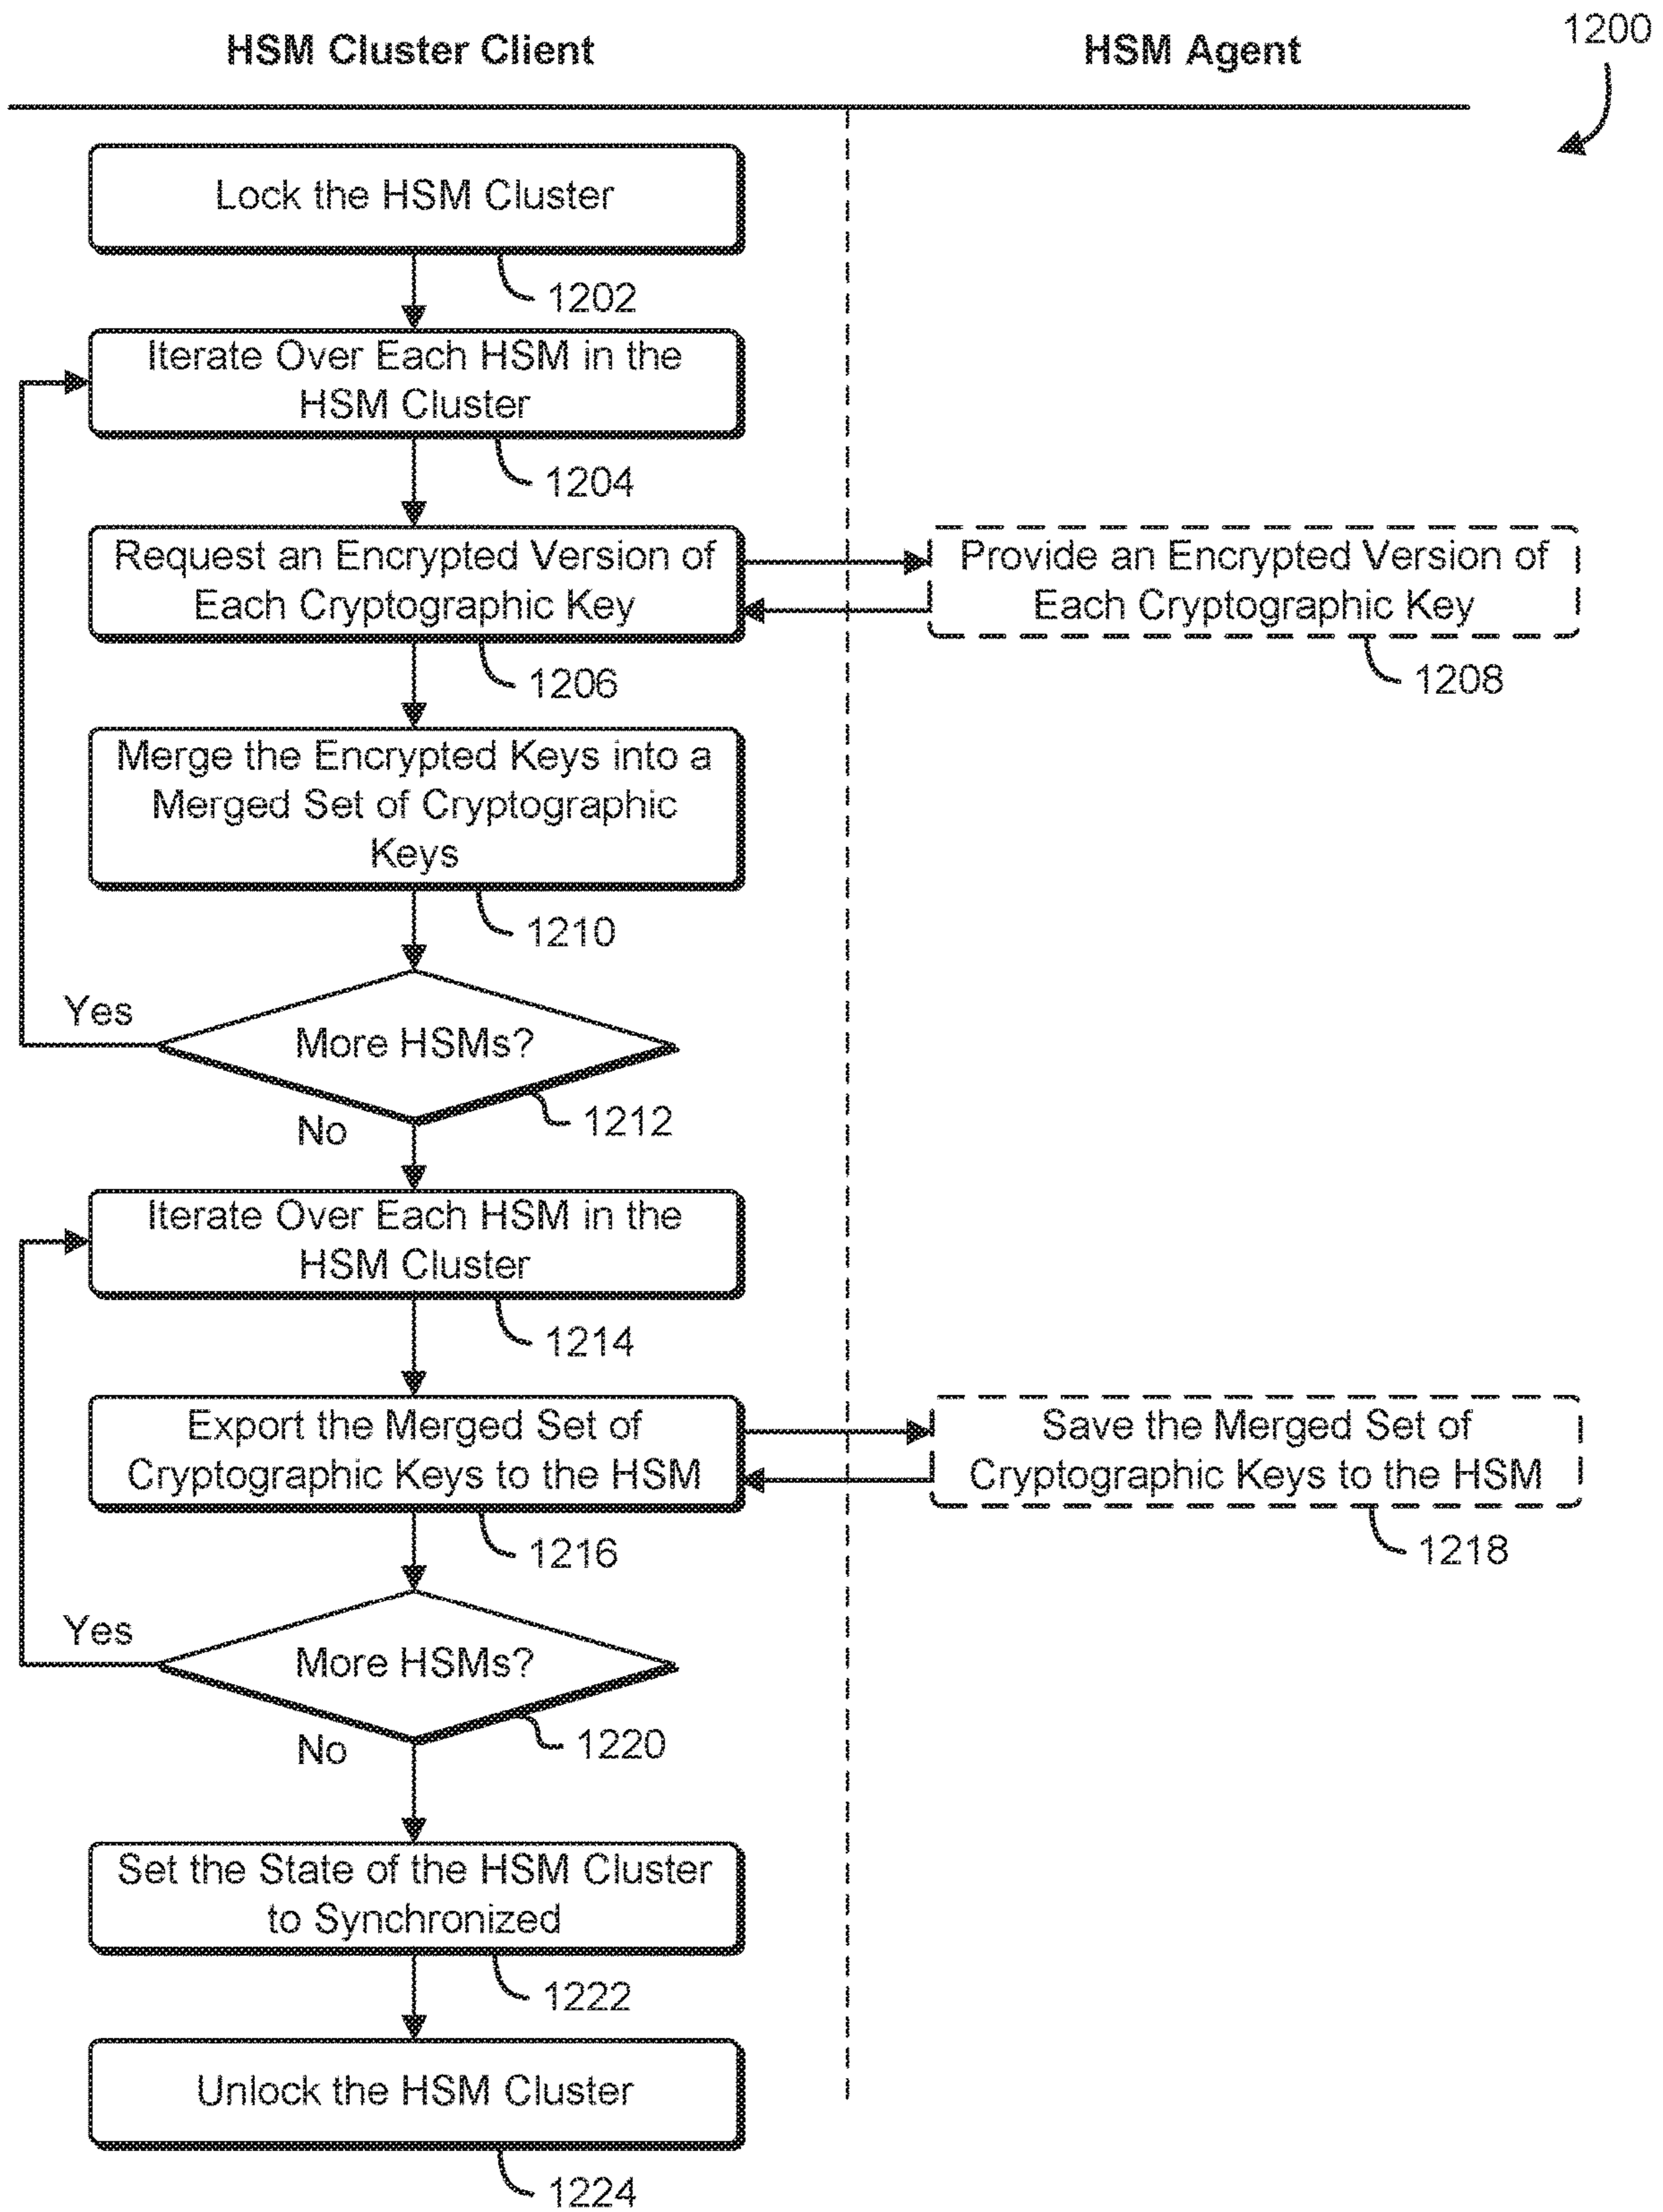 HSM Cluster Client
HSM Agent
1200
Lock the HSM Cluster
1202
Iterate Over Each HSM in the
HSM Cluster
1204
Request an Encrypted Version of
Each Cryptographic Key
1206
Provide an Encrypted Version of
Each Cryptographic Key
1208
Merge the Encrypted Keys into a
Merged Set of Cryptographic
Keys
1210
Yes
More HSMs?
1212
No
Iterate Over Each HSM in the
HSM Cluster
1214
Export the Merged Set of
Cryptographic Keys to the HSM
1216
Save the Merged Set of
Cryptographic Keys to the HSM
1218
Yes
More HSMs?
1220
No
Set the State of the HSM Cluster
to Synchronized
1222
Unlock the HSM Cluster
1224